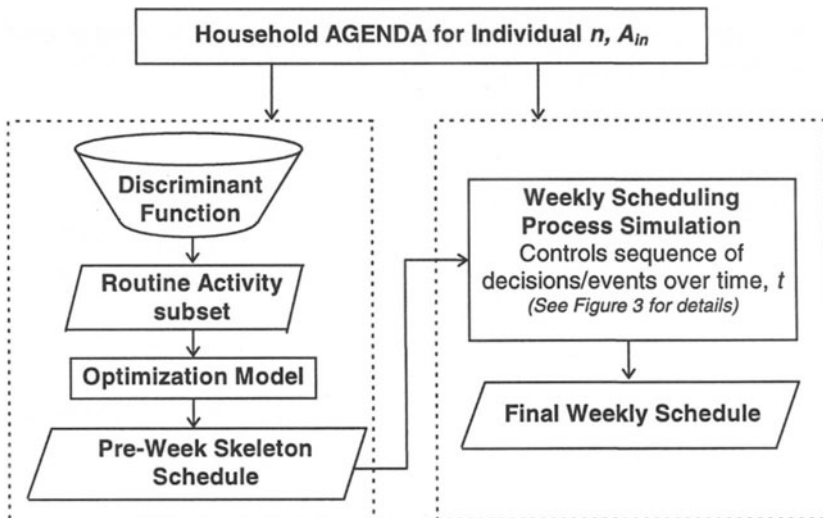 Household AGENDA for Individual n, Ain
Discriminant
Function
Routine Activity
subset
Optimization Model
Pre-Week Skeleton
Schedule
Weekly Scheduling
Process Simulation
Controls sequence of
decisions/events over time, t
(See Figure 3 for details)
Final Weekly Schedule